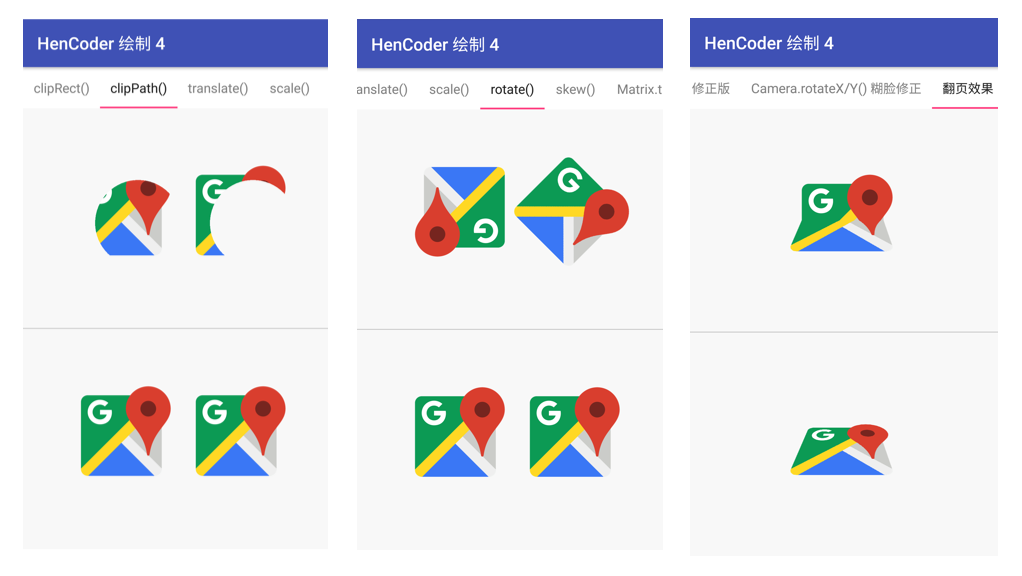 HenCoder 绘制 4
clipRect() clipPath() translate() scale()
G G
G G
HenCoder 绘制 4
anslate() scale() rotate() skew() Matrix.t
G G
G G
HenCoder 绘制 4
修正版 Camera.rotateX/Y() 糊脸修正 翻页效果
G
G